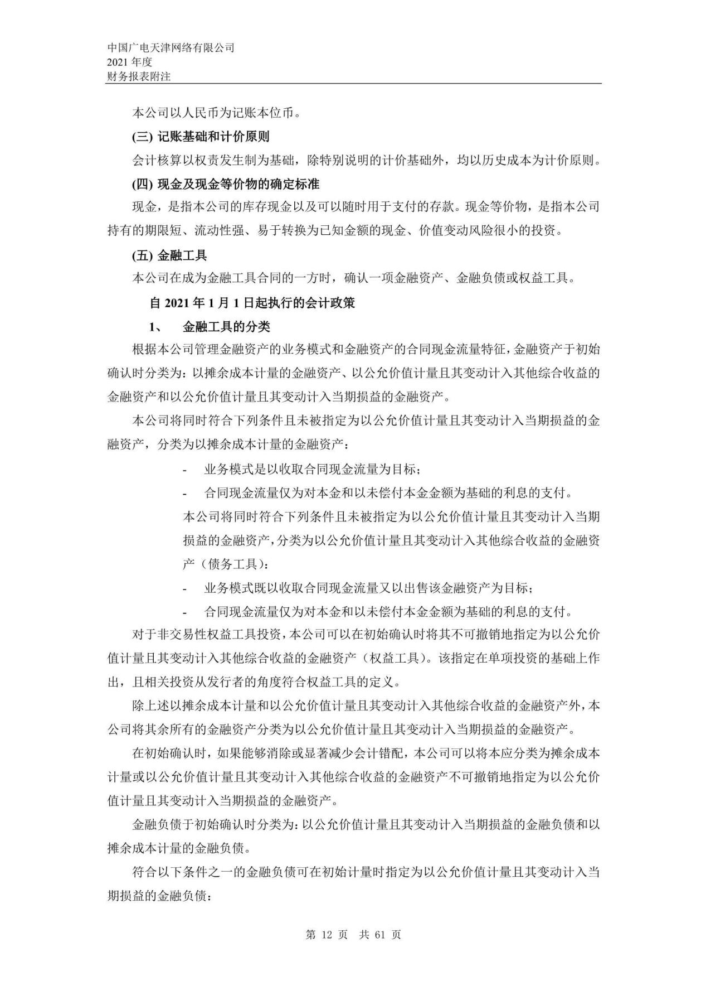 中国广电天津网络有限公司
2021 年度
财务报表附注
本公司以人民币为记账本位币。
(三) 记账基础和计价原则
会计核算以权责发生制为基础，除特别说明的计价基础外，均以历史成本为计价原则。
(四) 现金及现金等价物的确定标准
现金，是指本公司的库存现金以及可以随时用于支付的存款。现金等价物，是指本公司
持有的期限短、流动性强、易于转换为已知金额的现金、价值变动风险很小的投资。
(五) 金融工具
本公司在成为金融工具合同的一方时，确认一项金融资产、金融负债或权益工具。
自 2021 年 1 月 1 日起执行的会计政策
1、 金融工具的分类
根据本公司管理金融资产的业务模式和金融资产的合同现金流量特征，金融资产于初始
确认时分类为：以摊余成本计量的金融资产、以公允价值计量且其变动计入其他综合收益的
金融资产和以公允价值计量且其变动计入当期损益的金融资产。
本公司将同时符合下列条件且未被指定为以公允价值计量且其变动计入当期损益的金
融资产，分类为以摊余成本计量的金融资产：
- 业务模式是以收取合同现金流量为目标；
- 合同现金流量仅为对本金和以未偿付本金金额为基础的利息的支付。
本公司将同时符合下列条件且未被指定为以公允价值计量且其变动计入当期
损益的金融资产，分类为以公允价值计量且其变动计入其他综合收益的金融资
产（债务工具）：
- 业务模式既以收取合同现金流量又以出售该金融资产为目标；
- 合同现金流量仅为对本金和以未偿付本金金额为基础的利息的支付。
对于非交易性权益工具投资，本公司可以在初始确认时将其不可撤销地指定为以公允价
值计量且其变动计入其他综合收益的金融资产（权益工具）。该指定在单项投资的基础上作
出，且相关投资从发行者的角度符合权益工具的定义。
除上述以摊余成本计量和以公允价值计量且其变动计入其他综合收益的金融资产外，本
公司将其余所有的金融资产分类为以公允价值计量且其变动计入当期损益的金融资产。
在初始确认时，如果能够消除或显著减少会计错配，本公司可以将本应分类为摊余成本
计量或以公允价值计量且其变动计入其他综合收益的金融资产不可撤销地指定为以公允价
值计量且其变动计入当期损益的金融资产。
金融负债于初始确认时分类为：以公允价值计量且其变动计入当期损益的金融负债和以
摊余成本计量的金融负债。
符合以下条件之一的金融负债可在初始计量时指定为以公允价值计量且其变动计入当
期损益的金融负债：
第 12 页 共 61 页